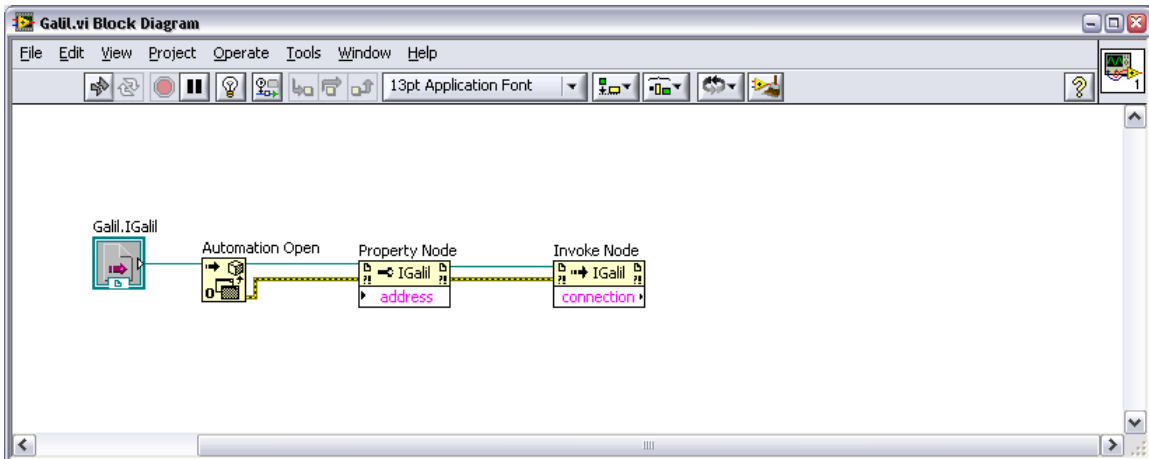 Galil.vi Block Diagram
File Edit View Project Operate Tools Window Help
13pt Application Font
?
1
Galil.IGalil
Automation Open
Property Node
Invoke Node
?! IGalil ?!
?! IGalil ?!
address
connection